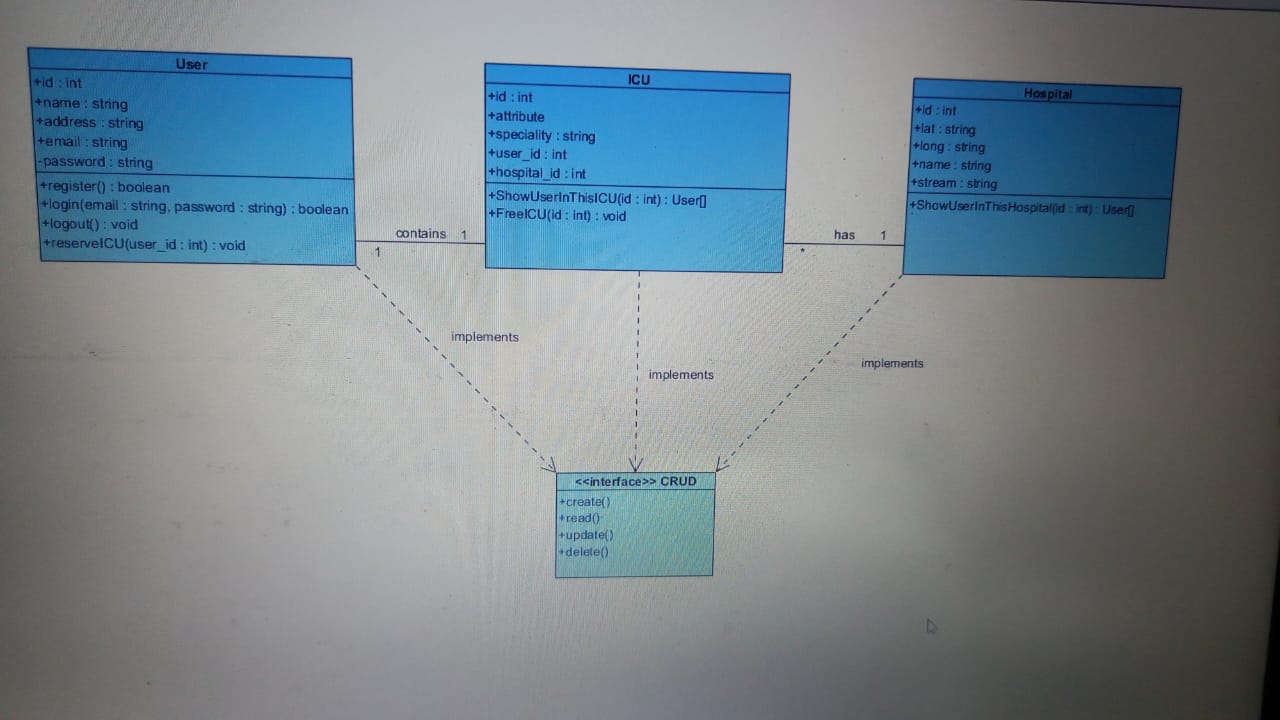 User
+id : int
+name : string
+address : string
+email : string
-password : string
+register() : boolean
+login(email : string, password : string) : boolean
+logout() : void
+reserveICU(user_id : int) : void
contains 1
1
ICU
+id : int
+attribute
+speciality : string
+user_id : int
+hospital_id : int
+ShowUserInThisICU(id : int) : User[]
+FreeICU(id : int) : void
has 1
*
Hospital
+id : int
+lat : string
+long : string
+name : string
+stream : string
+ShowUserInThisHospital(id : int) : User[]
implements
implements
implements
<<interface>> CRUD
+create()
+read()
+update()
+delete()